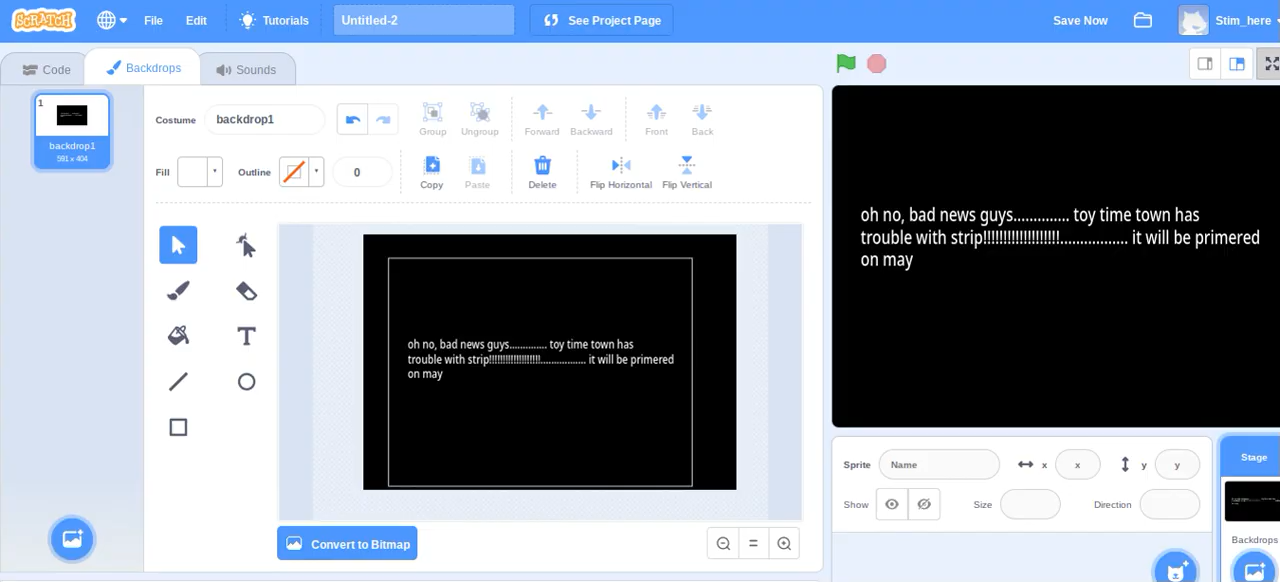 SCRATCH File Edit Tutorials Untitled-2 See Project Page Save Now Stim_here
Code Backdrops Sounds
1
backdrop1
591 x 404
Costume backdrop1 Group Ungroup Forward Backward Front Back
Fill Outline 0 Copy Paste Delete Flip Horizontal Flip Vertical
oh no, bad news guys.............. toy time town has
trouble with strip!!!!!!!!!!!!!!!!!!!!................. it will be primered
on may
Convert to Bitmap
oh no, bad news guys.............. toy time town has
trouble with strip!!!!!!!!!!!!!!!!!!!!................. it will be primered
on may
Sprite Name x x y y
Show Size Direction
Stage
Backdrops